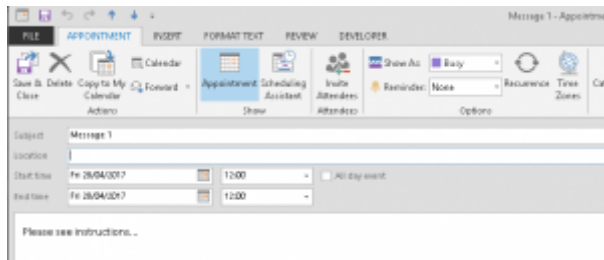 Message 1 - Appointme
FILE APPOINTMENT INSERT FORMAT TEXT REVIEW DEVELOPER
Save & Close Delete Copy to My Calendar Calendar Forward Appointment Scheduling Assistant Invite Attendees Show As: Busy Reminder: None Recurrence Time Zones Cat
Actions Show Attendees Options
Subject Message 1
Location
Start time Fri 28/04/2017 12:00 All day event
End time Fri 28/04/2017 12:00
Please see instructions...